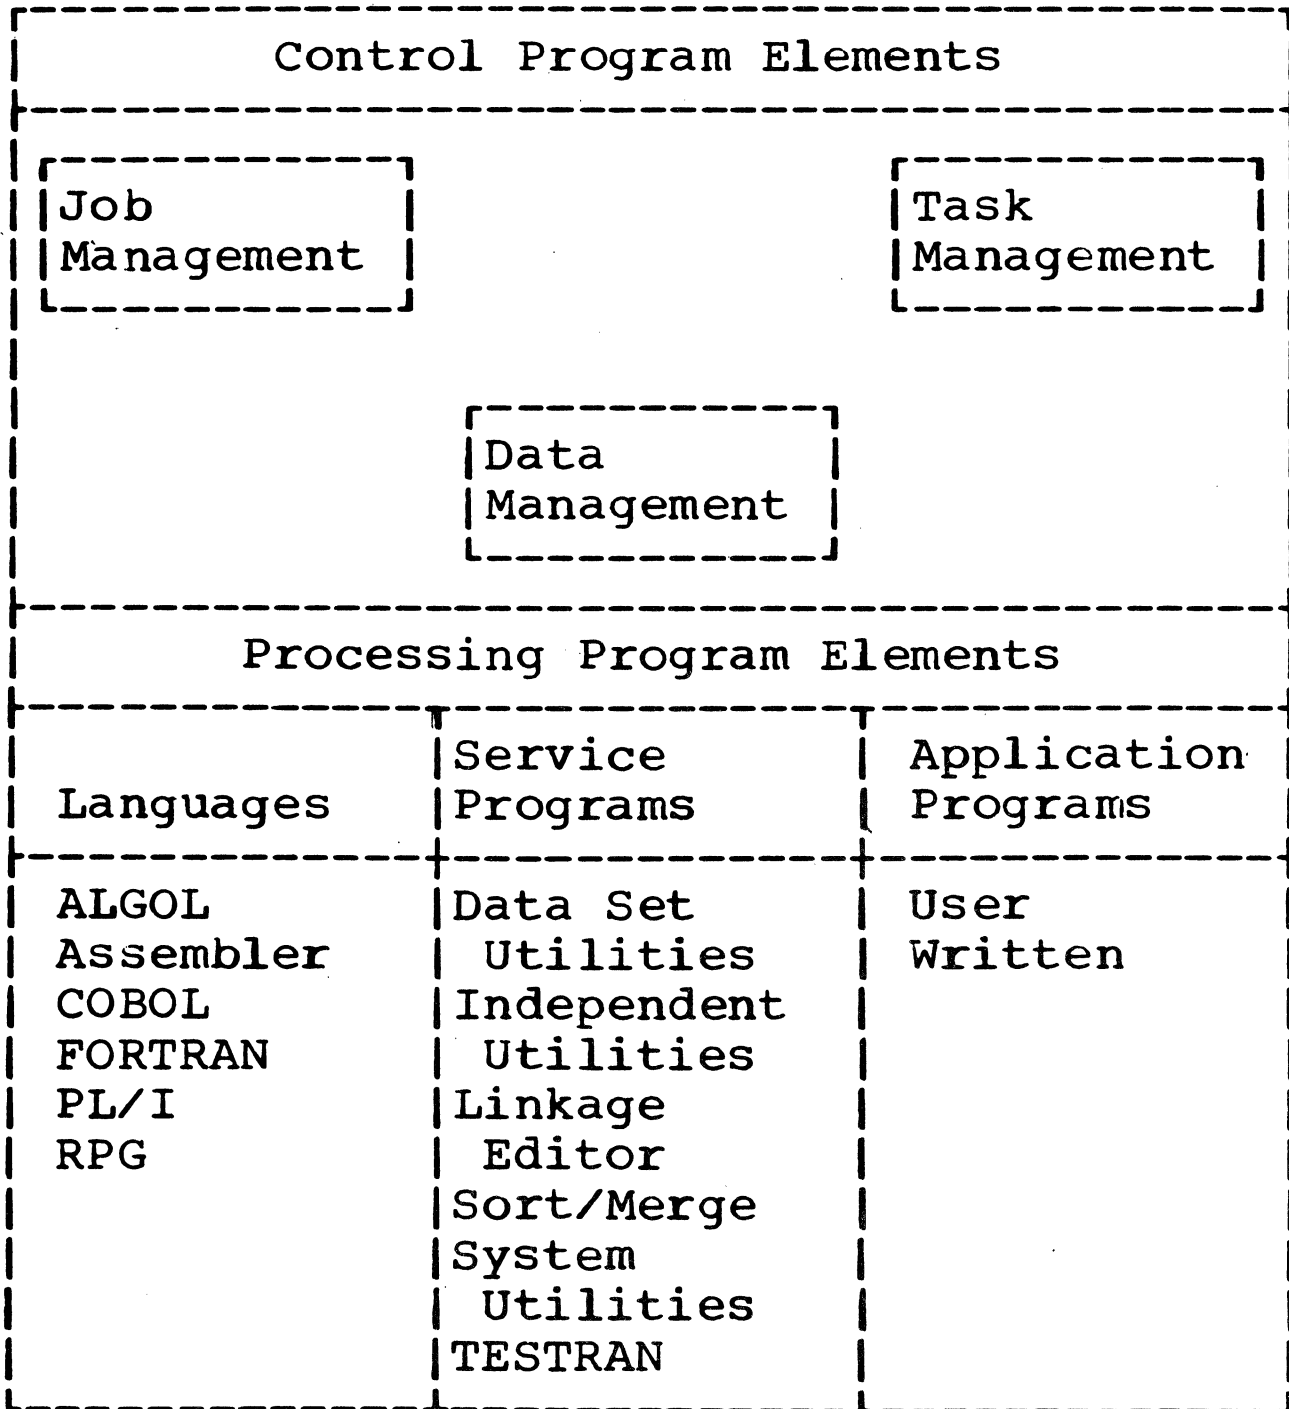 Control Program Elements
Job
Management
Task
Management
Data
Management
Processing Program Elements
Languages
Service
Programs
Application
Programs
ALGOL
Assembler
COBOL
FORTRAN
PL/I
RPG
Data Set
Utilities
Independent
Utilities
Linkage
Editor
Sort/Merge
System
Utilities
TESTRAN
User
Written